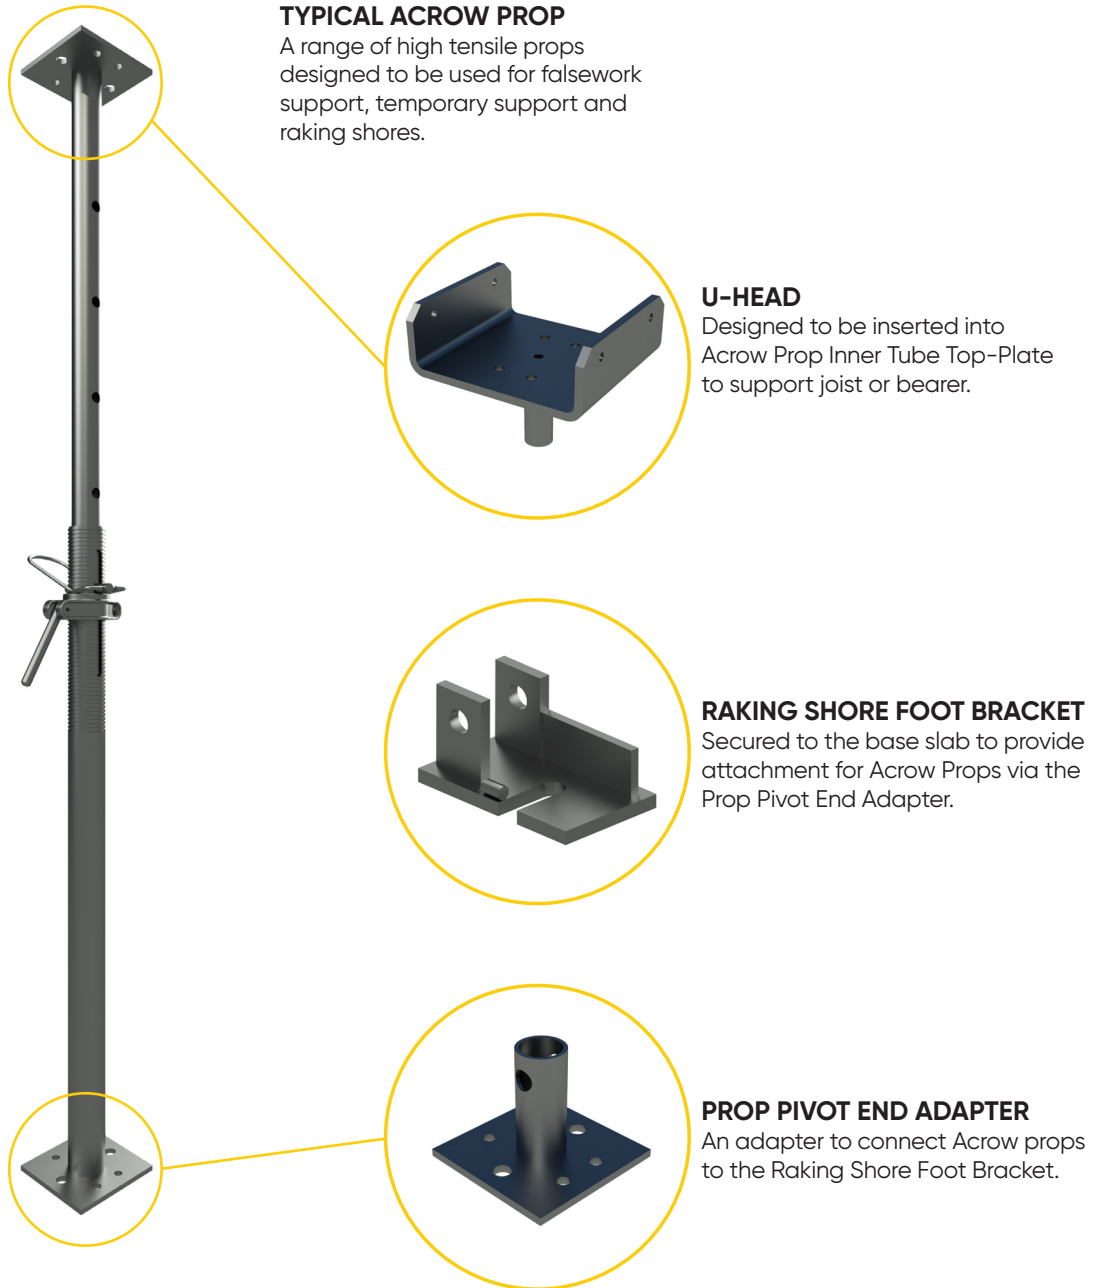 TYPICAL ACROW PROP
A range of high tensile props
designed to be used for falsework
support, temporary support and
raking shores.
U-HEAD
Designed to be inserted into
Acrow Prop Inner Tube Top-Plate
to support joist or bearer.
RAKING SHORE FOOT BRACKET
Secured to the base slab to provide
attachment for Acrow Props via the
Prop Pivot End Adapter.
PROP PIVOT END ADAPTER
An adapter to connect Acrow props
to the Raking Shore Foot Bracket.